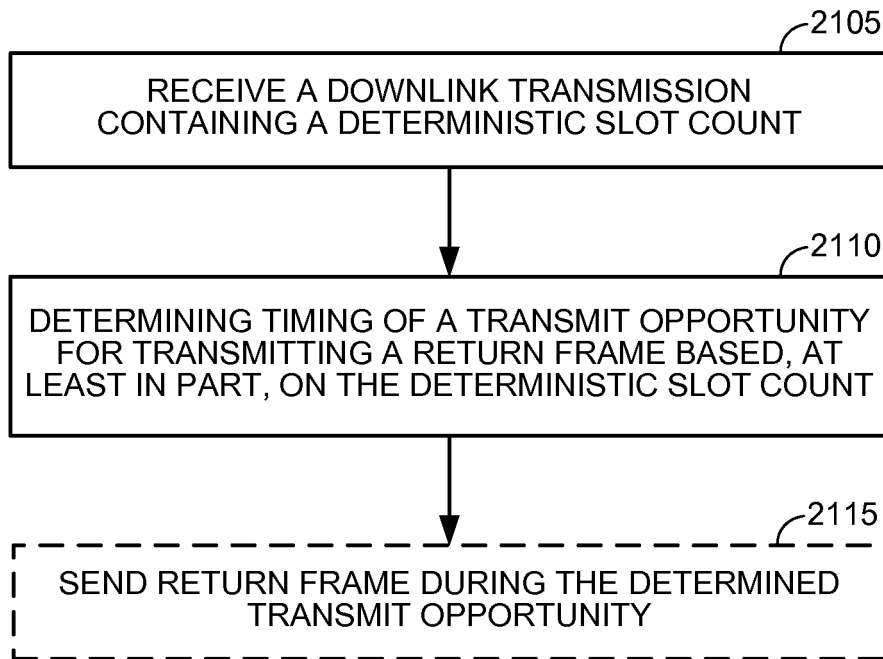 2105
RECEIVE A DOWNLINK TRANSMISSION
CONTAINING A DETERMINISTIC SLOT COUNT
2110
DETERMINING TIMING OF A TRANSMIT OPPORTUNITY
FOR TRANSMITTING A RETURN FRAME BASED, AT
LEAST IN PART, ON THE DETERMINISTIC SLOT COUNT
2115
SEND RETURN FRAME DURING THE DETERMINED
TRANSMIT OPPORTUNITY